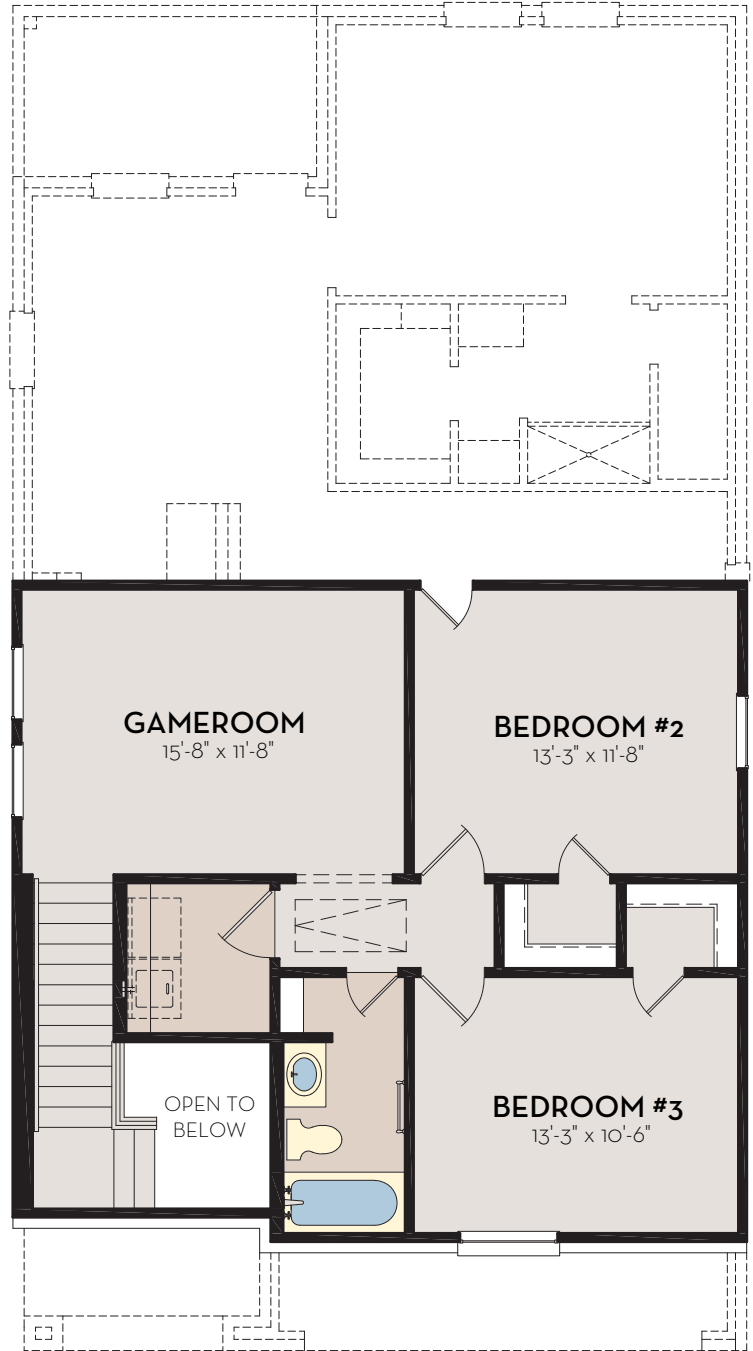 GAMEROOM
15'-8" x 11'-8"
BEDROOM #2
13'-3" x 11'-8"
OPEN TO
BELOW
BEDROOM #3
13'-3" x 10'-6"